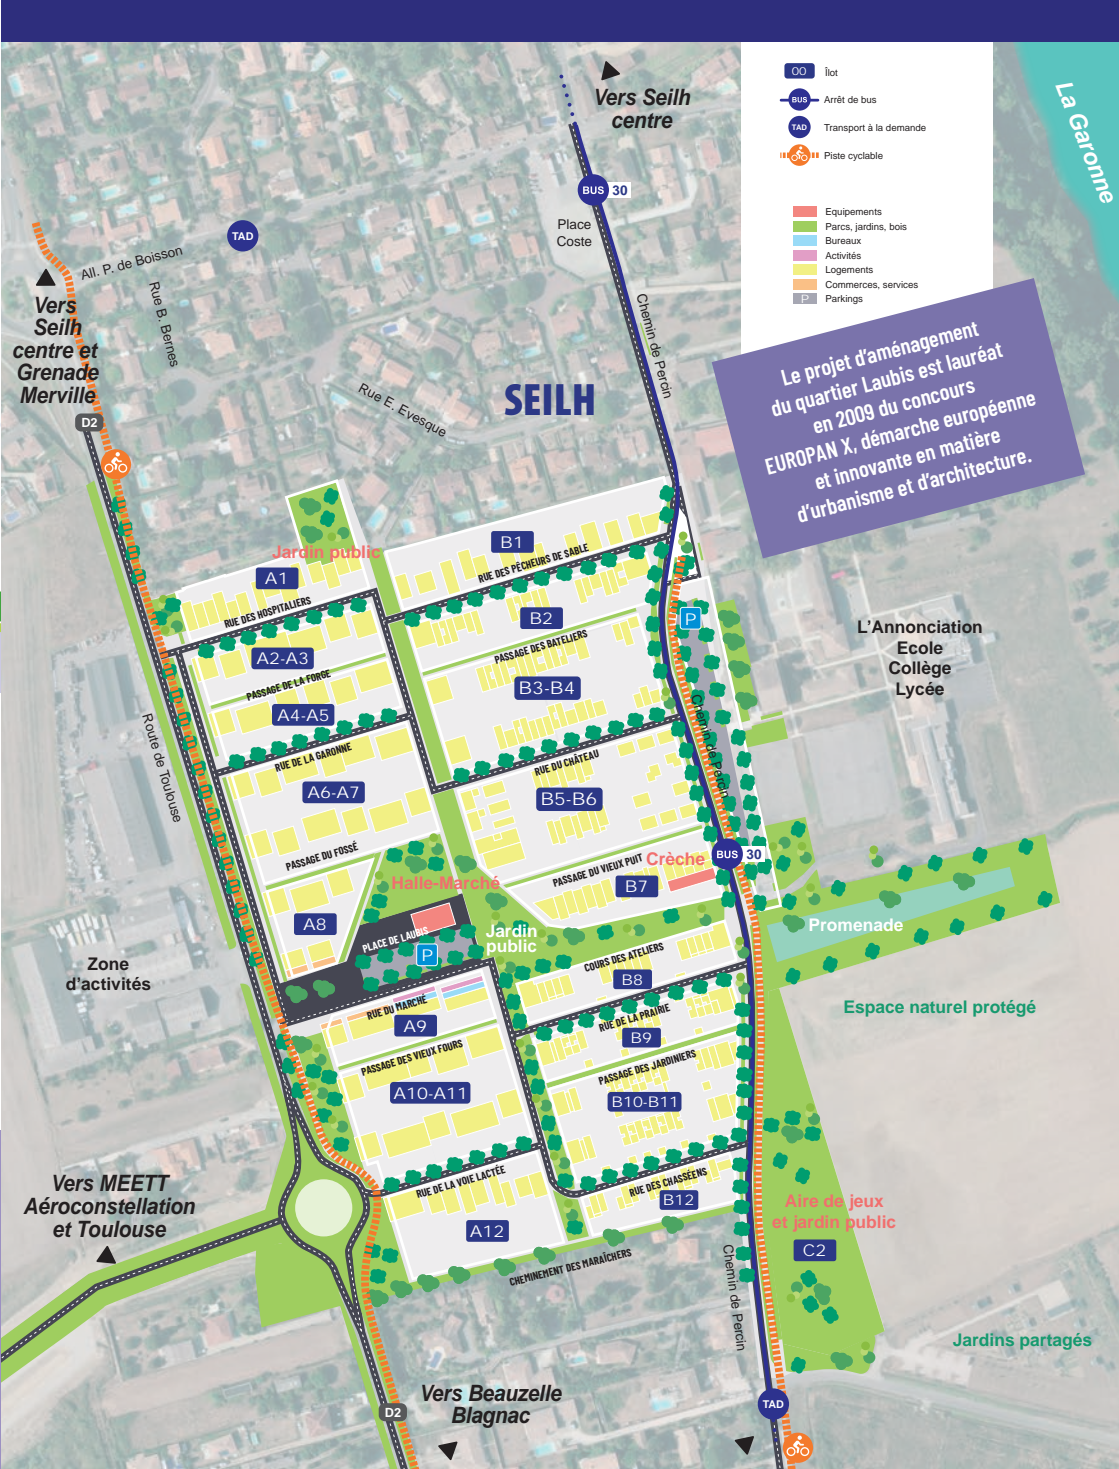 Vers Seilh
centre
00 Îlot
BUS Arrêt de bus
TAD Transport à la demande
Piste cyclable
Equipements
Parcs, jardins, bois
Bureaux
Activités
Logements
Commerces, services
P Parkings
La Garonne
BUS 30
Place
Coste
TAD
All. P. de Boisson
Rue B. Bernes
Vers
Seilh
centre et
Grenade
Merville
D2
Rue E. Evesque
Chemin de Percin
SEILH
Le projet d'aménagement
du quartier Laubis est lauréat
en 2009 du concours
EUROPAN X, démarche européenne
et innovante en matière
d'urbanisme et d'architecture.
Jardin public
B1
RUE DES PÊCHEURS DE SABLE
A1
RUE DES HOSPITALIERS
B2
P
PASSAGE DES BATELIERS
A2-A3
PASSAGE DE LA FORGE
B3-B4
A4-A5
L'Annonciation
Ecole
Collège
Lycée
Route de Toulouse
Chemin de Percin
RUE DE LA GARONNE
RUE DU CHÂTEAU
A6-A7
B5-B6
PASSAGE DU FOSSÉ
PASSAGE DU VIEUX PUIT
Crèche
BUS 30
Halle-Marché
B7
A8
PLACE DE LAUBIS
P
Jardin
public
Promenade
Zone
d'activités
COURS DES ATELIERS
B8
Espace naturel protégé
RUE DU MARCHÉ
A9
RUE DE LA PRAIRIE
B9
PASSAGE DES VIEUX FOURS
PASSAGE DES JARDINIERS
A10-A11
B10-B11
RUE DE LA VOIE LACTÉE
RUE DES CHASSÉENS
B12
Vers MEETT
Aéroconstellation
et Toulouse
A12
Aire de jeux
et jardin public
C2
CHEMINEMENT DES MARAÎCHERS
Chemin de Percin
Jardins partagés
Vers Beauzelle
Blagnac
D2
TAD